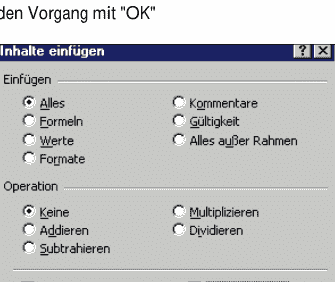 den Vorgang mit "OK"
Inhalte einfügen
Einfügen
Alles
Kommentare
Formeln
Gültigkeit
Werte
Alles außer Rahmen
Formate
Operation
Keine
Multiplizieren
Addieren
Dividieren
Subtrahieren